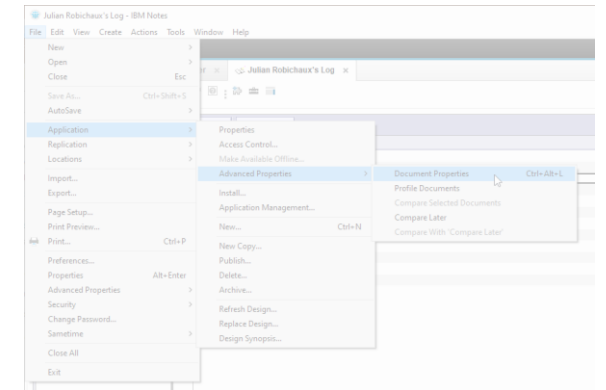 Julian Robichaux's Log - IBM Notes
File Edit View Create Actions Tools Window Help
New
Open
Close Esc
Save As... Ctrl+Shift+S
AutoSave
Application
Replication
Locations
Import...
Export...
Page Setup...
Print Preview...
Print... Ctrl+P
Preferences...
Properties Alt+Enter
Advanced Properties
Security
Change Password...
Sametime
Close All
Exit
Julian Robichaux's Log
Properties
Access Control...
Make Available Offline...
Advanced Properties
Install...
Application Management...
New... Ctrl+N
New Copy...
Publish...
Delete...
Archive...
Refresh Design...
Replace Design...
Design Synopsis...
Document Properties Ctrl+Alt+L
Profile Documents
Compare Selected Documents
Compare Later
Compare With 'Compare Later'